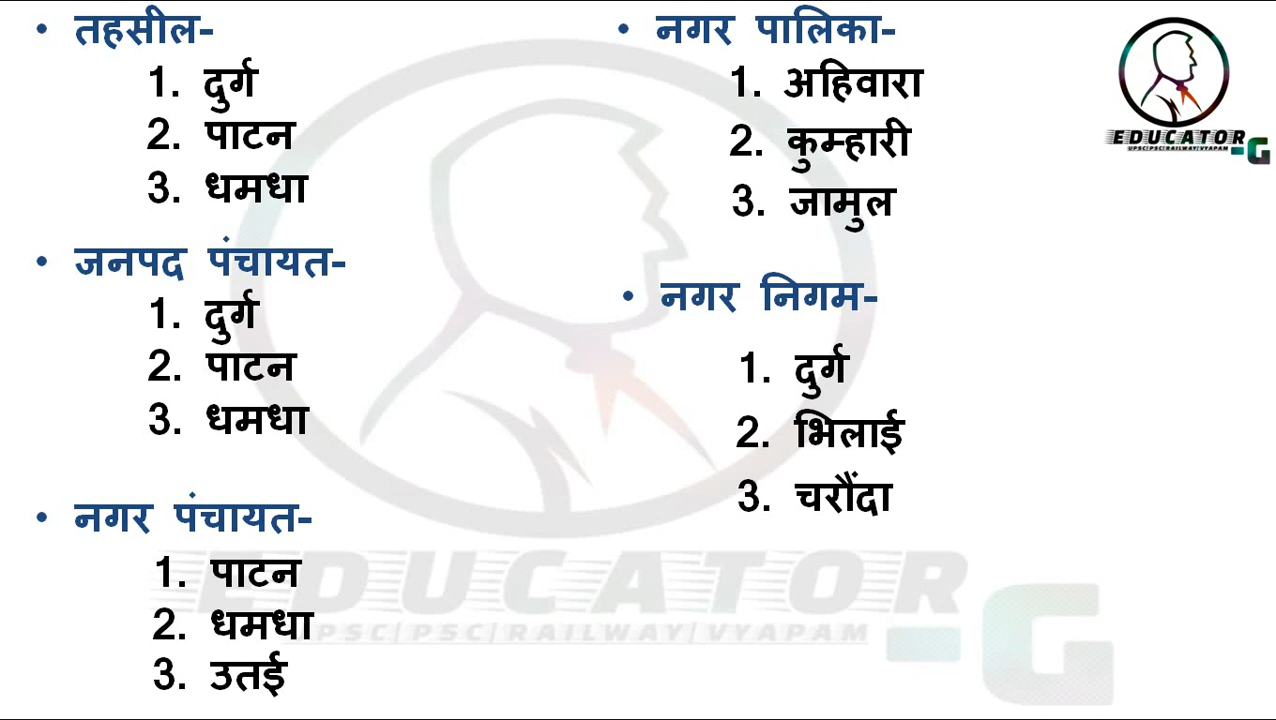 • तहसील-
1. दुर्ग
2. पाटन
3. धमधा
• जनपद पंचायत-
1. दुर्ग
2. पाटन
3. धमधा
• नगर पंचायत-
1. पाटन
2. धमधा
3. उतई
• नगर पालिका-
1. अहिवारा
2. कुम्हारी
3. जामुल
• नगर निगम-
1. दुर्ग
2. भिलाई
3. चरौंदा
EDUCATOR-G
UPSC|PSC|RAILWAY|VYAPAM
EDUCATOR-G
PSC|PSC|RAILWAY|VYAPAM